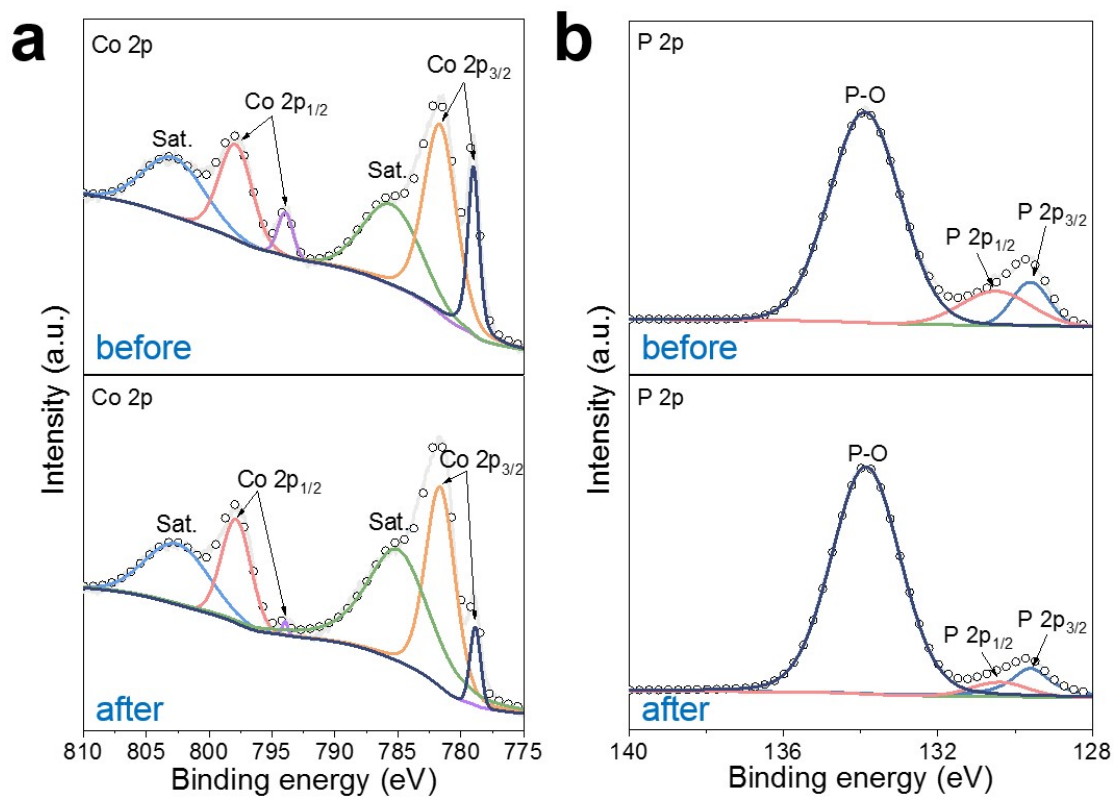 a
Co 2p
Co 2p3/2
Co 2p1/2
Sat.
Sat.
before
Co 2p
Co 2p3/2
Co 2p1/2
Sat.
Sat.
after
Intensity (a.u.)
Intensity (a.u.)
810 805 800 795 790 785 780 775
Binding energy (eV)
b
P 2p
P-O
P 2p3/2
P 2p1/2
before
P 2p
P-O
P 2p3/2
P 2p1/2
after
Intensity (a.u.)
Intensity (a.u.)
140 136 132 128
Binding energy (eV)